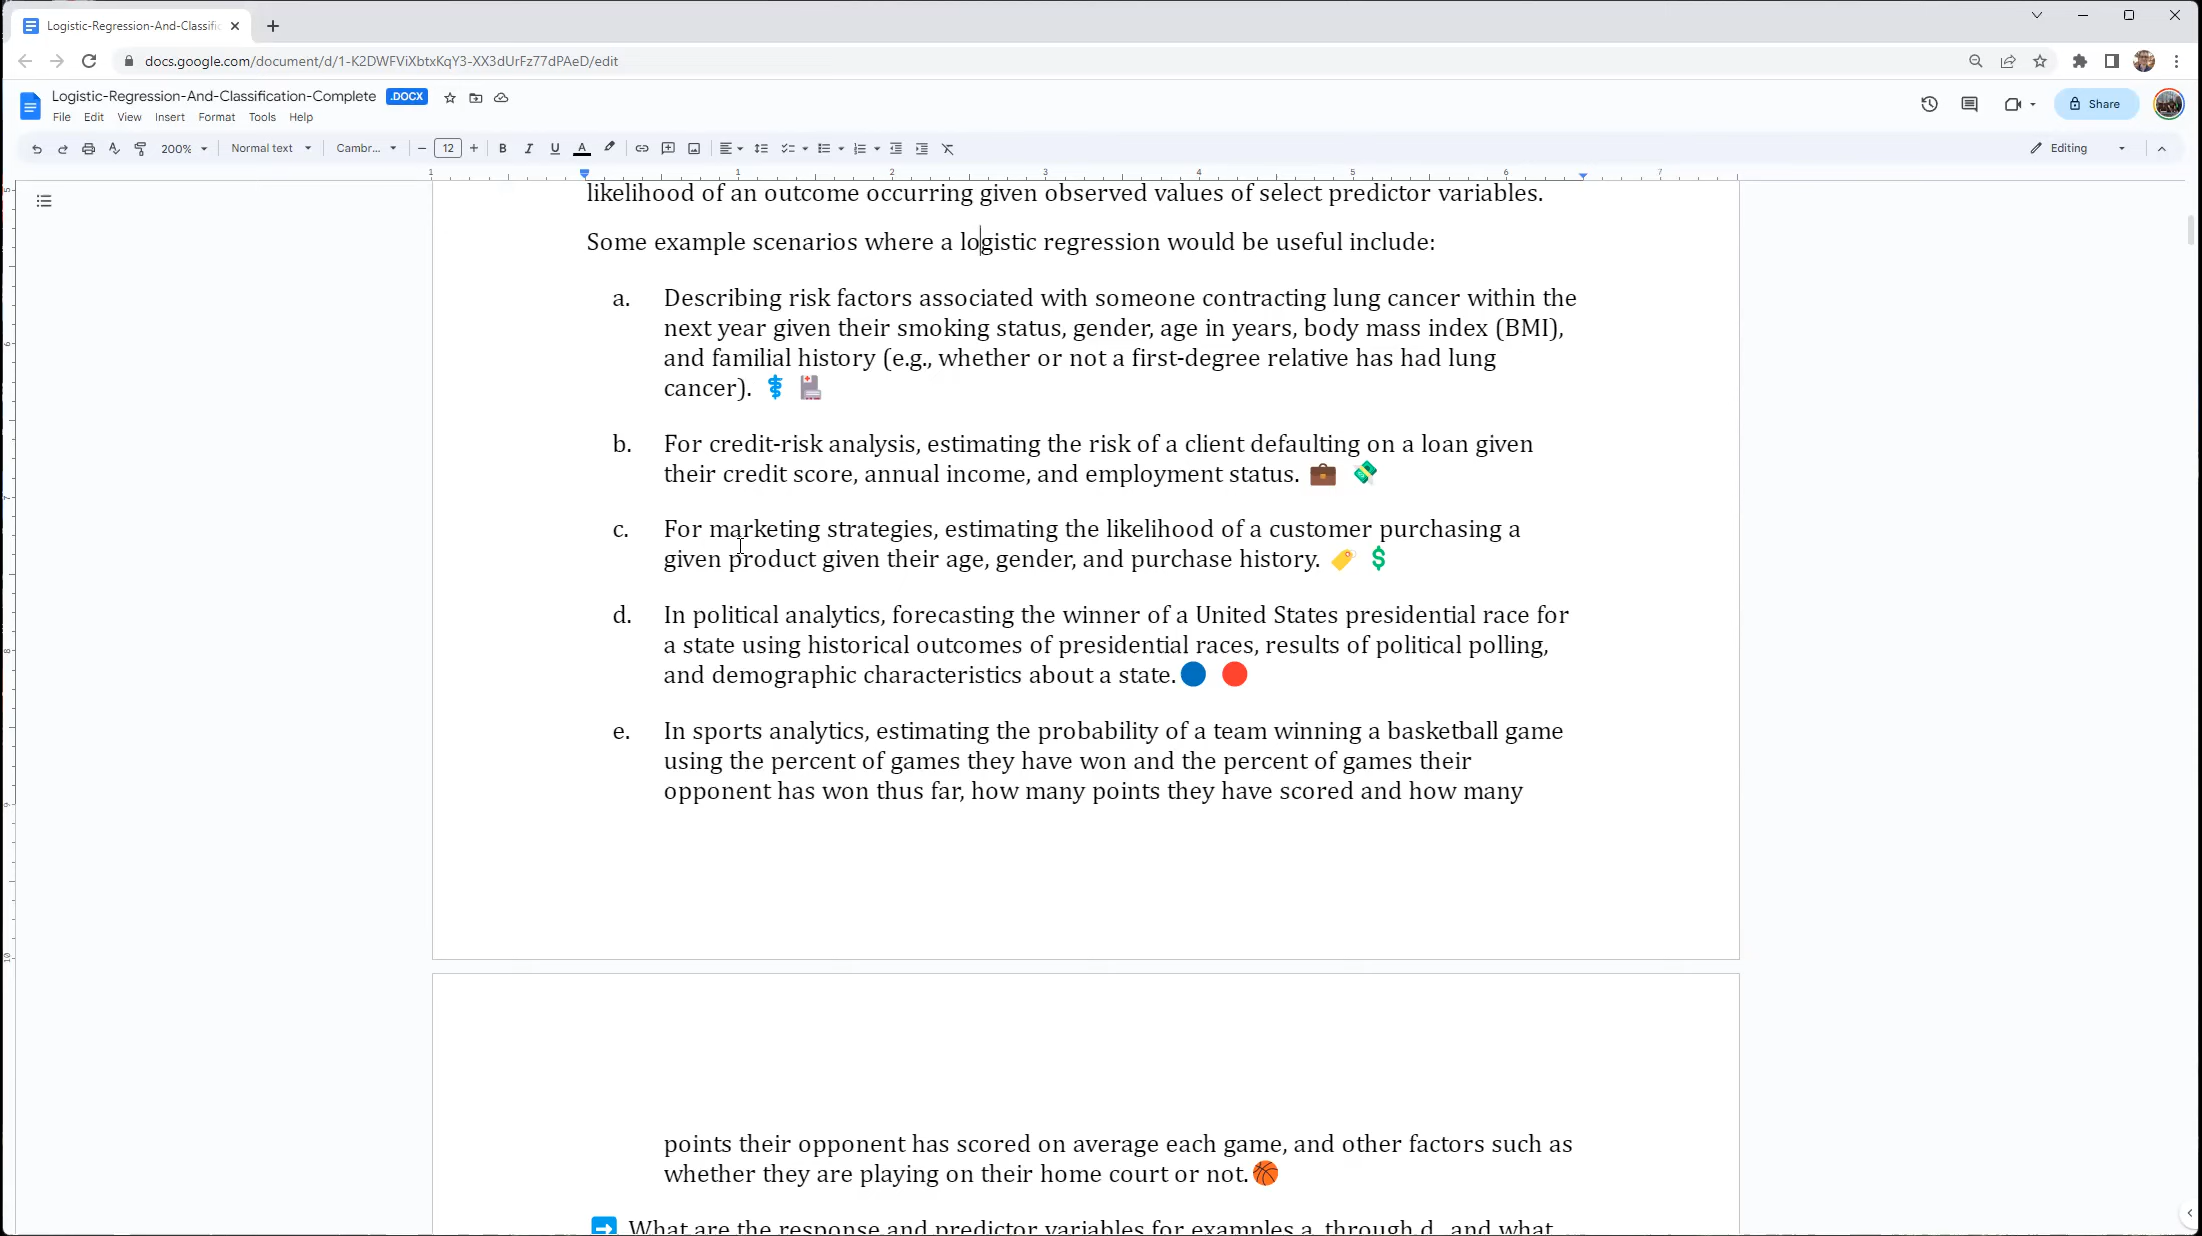 Logistic-Regression-And-Classific
docs.google.com/document/d/1-K2DWFViXbtxKqY3-XX3dUrFz77dPAeD/edit
Logistic-Regression-And-Classification-Complete .DOCX
File Edit View Insert Format Tools Help
Share
200% Normal text Cambr... 12 B I U A Editing
1 1 2 3 4 5 6 7
likelihood of an outcome occurring given observed values of select predictor variables.
Some example scenarios where a logistic regression would be useful include:
a. Describing risk factors associated with someone contracting lung cancer within the
next year given their smoking status, gender, age in years, body mass index (BMI),
and familial history (e.g., whether or not a first-degree relative has had lung
cancer).
b. For credit-risk analysis, estimating the risk of a client defaulting on a loan given
their credit score, annual income, and employment status.
c. For marketing strategies, estimating the likelihood of a customer purchasing a
given product given their age, gender, and purchase history.
d. In political analytics, forecasting the winner of a United States presidential race for
a state using historical outcomes of presidential races, results of political polling,
and demographic characteristics about a state.
e. In sports analytics, estimating the probability of a team winning a basketball game
using the percent of games they have won and the percent of games their
opponent has won thus far, how many points they have scored and how many
points their opponent has scored on average each game, and other factors such as
whether they are playing on their home court or not.
What are the response and predictor variables for examples a. through d., and what